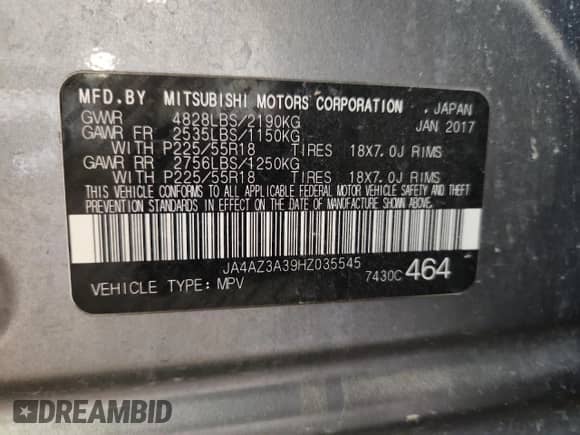 MFD.BY MITSUBISHI MOTORS CORPORATION . JAPAN
GVWR 4828LBS/2190KG JAN 2017
GAWR FR 2535LBS/1150KG
WITH P225/55R18 TIRES 18X7.0J RIMS
GAWR RR 2756LBS/1250KG
WITH P225/55R18 TIRES 18X7.0J RIMS
THIS VEHICLE CONFORMS TO ALL APPLICABLE FEDERAL MOTOR VEHICLE SAFETY AND THEFT
PREVENTION STANDARDS IN EFFECT ON THE DATE OF MANUFACTURE SHOWN ABOVE.
JA4AZ3A39HZ035545
VEHICLE TYPE:MPV 7430C 464
DREAMBID